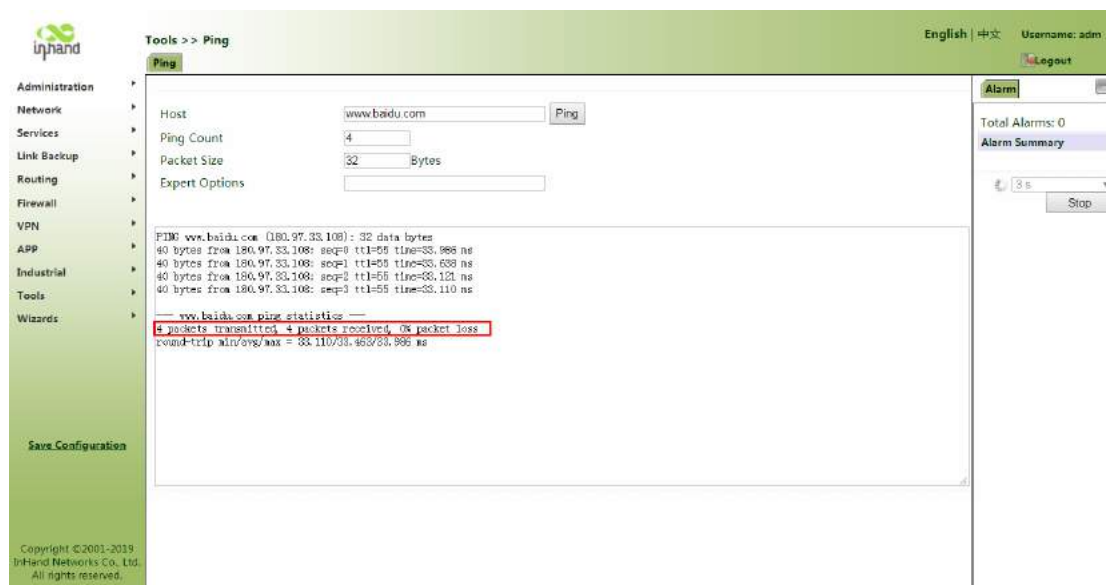 inhand
Tools >> Ping
English | 中文
Username: adm
Ping
Logout
Administration
Network
Services
Link Backup
Routing
Firewall
VPN
APP
Industrial
Tools
Wizards
Save Configuration
Copyright ©2001-2019
InHand Networks Co., Ltd.
All rights reserved.
Host www.baidu.com Ping
Ping Count 4
Packet Size 32 Bytes
Expert Options
PING www.baidu.com (180.97.33.108): 32 data bytes
40 bytes from 180.97.33.108: seq=0 ttl=55 time=33.986 ms
40 bytes from 180.97.33.108: seq=1 ttl=55 time=33.638 ms
40 bytes from 180.97.33.108: seq=2 ttl=55 time=33.121 ms
40 bytes from 180.97.33.108: seq=3 ttl=55 time=33.110 ms
--- www.baidu.com ping statistics ---
4 packets transmitted, 4 packets received, 0% packet loss
round-trip min/avg/max = 33.110/33.463/33.986 ms
Alarm
Total Alarms: 0
Alarm Summary
3 s
Stop